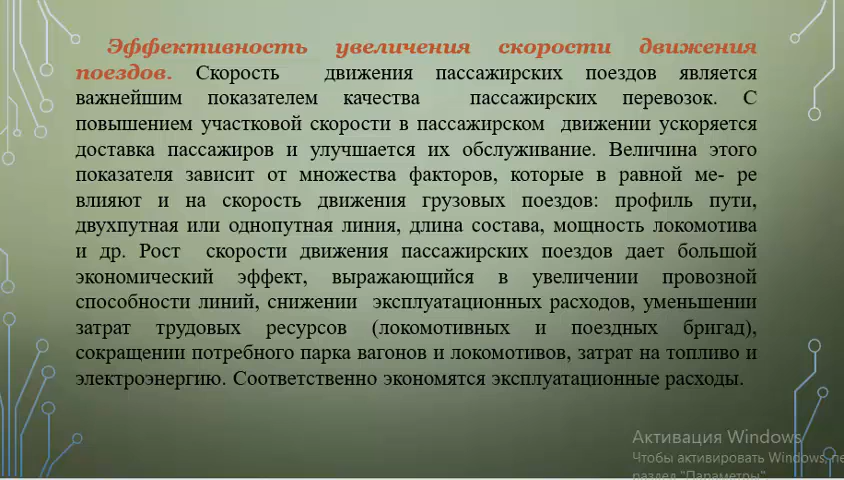 Эффективность увеличения скорости движения
поездов. Скорость движения пассажирских поездов является
важнейшим показателем качества пассажирских перевозок. С
повышением участковой скорости в пассажирском движении ускоряется
доставка пассажиров и улучшается их обслуживание. Величина этого
показателя зависит от множества факторов, которые в равной ме- ре
влияют и на скорость движения грузовых поездов: профиль пути,
двухпутная или однопутная линия, длина состава, мощность локомотива
и др. Рост скорости движения пассажирских поездов дает большой
экономический эффект, выражающийся в увеличении провозной
способности линий, снижении эксплуатационных расходов, уменьшении
затрат трудовых ресурсов (локомотивных и поездных бригад),
сокращении потребного парка вагонов и локомотивов, затрат на топливо и
электроэнергию. Соответственно экономятся эксплуатационные расходы.
Активация Windows
Чтобы активировать Windows, пе
раздел "Параметры".